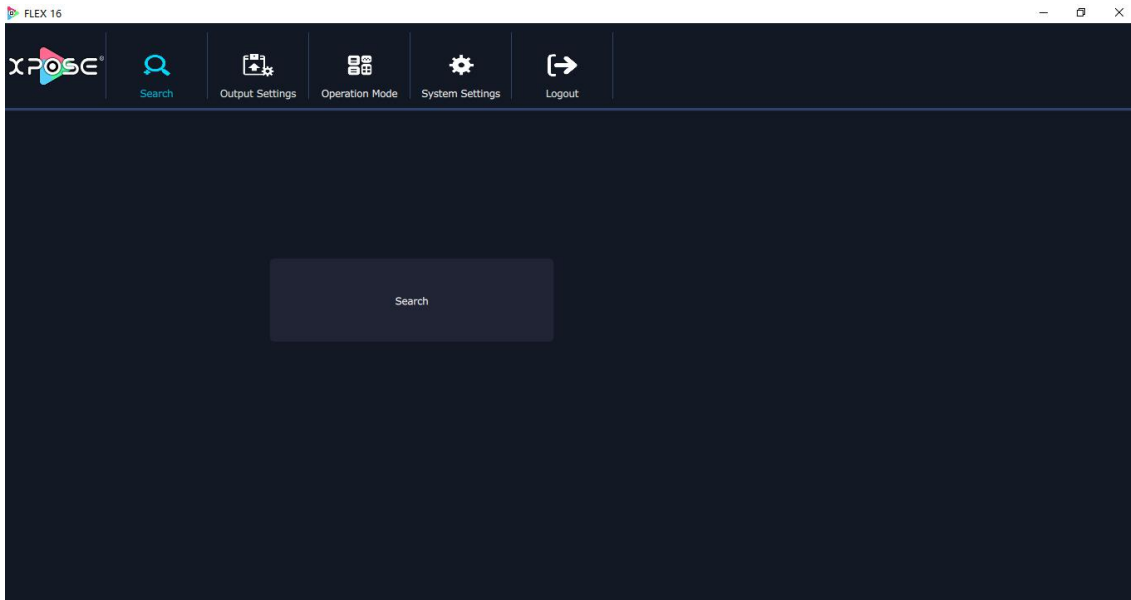 FLEX 16
XPOSE®
Search
Output Settings
Operation Mode
System Settings
Logout
Search